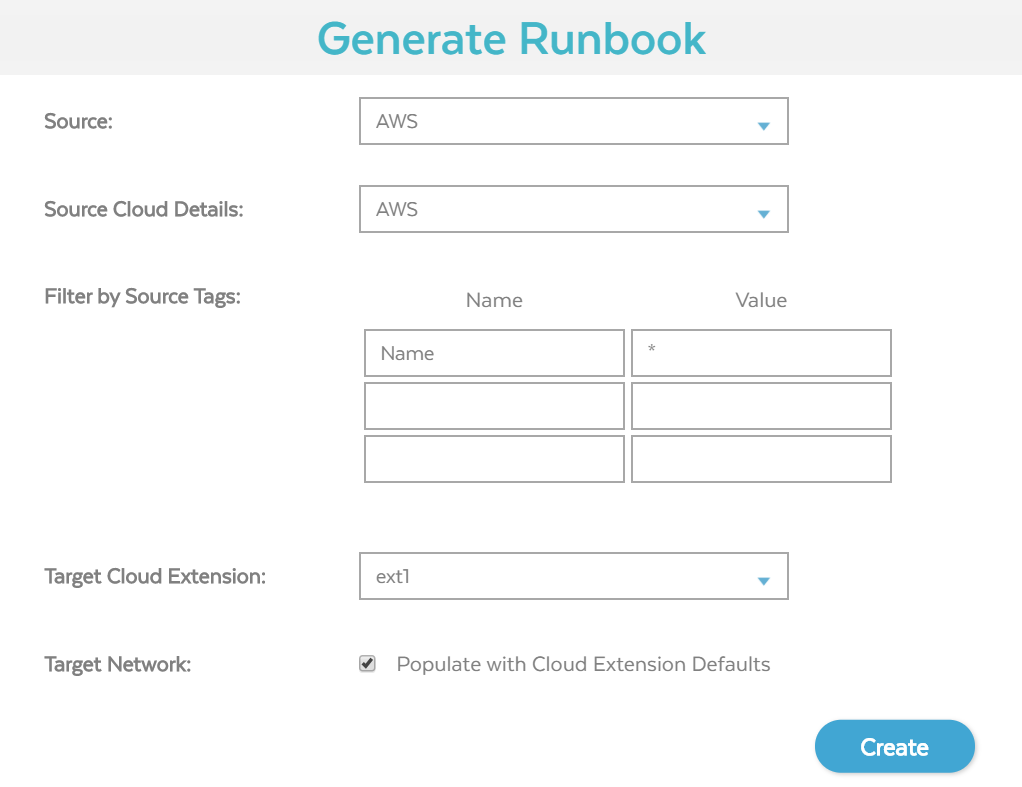 Generate Runbook
Source:
AWS
Source Cloud Details:
AWS
Filter by Source Tags:
Name Value
Name *
Target Cloud Extension:
ext1
Target Network:
Populate with Cloud Extension Defaults
Create